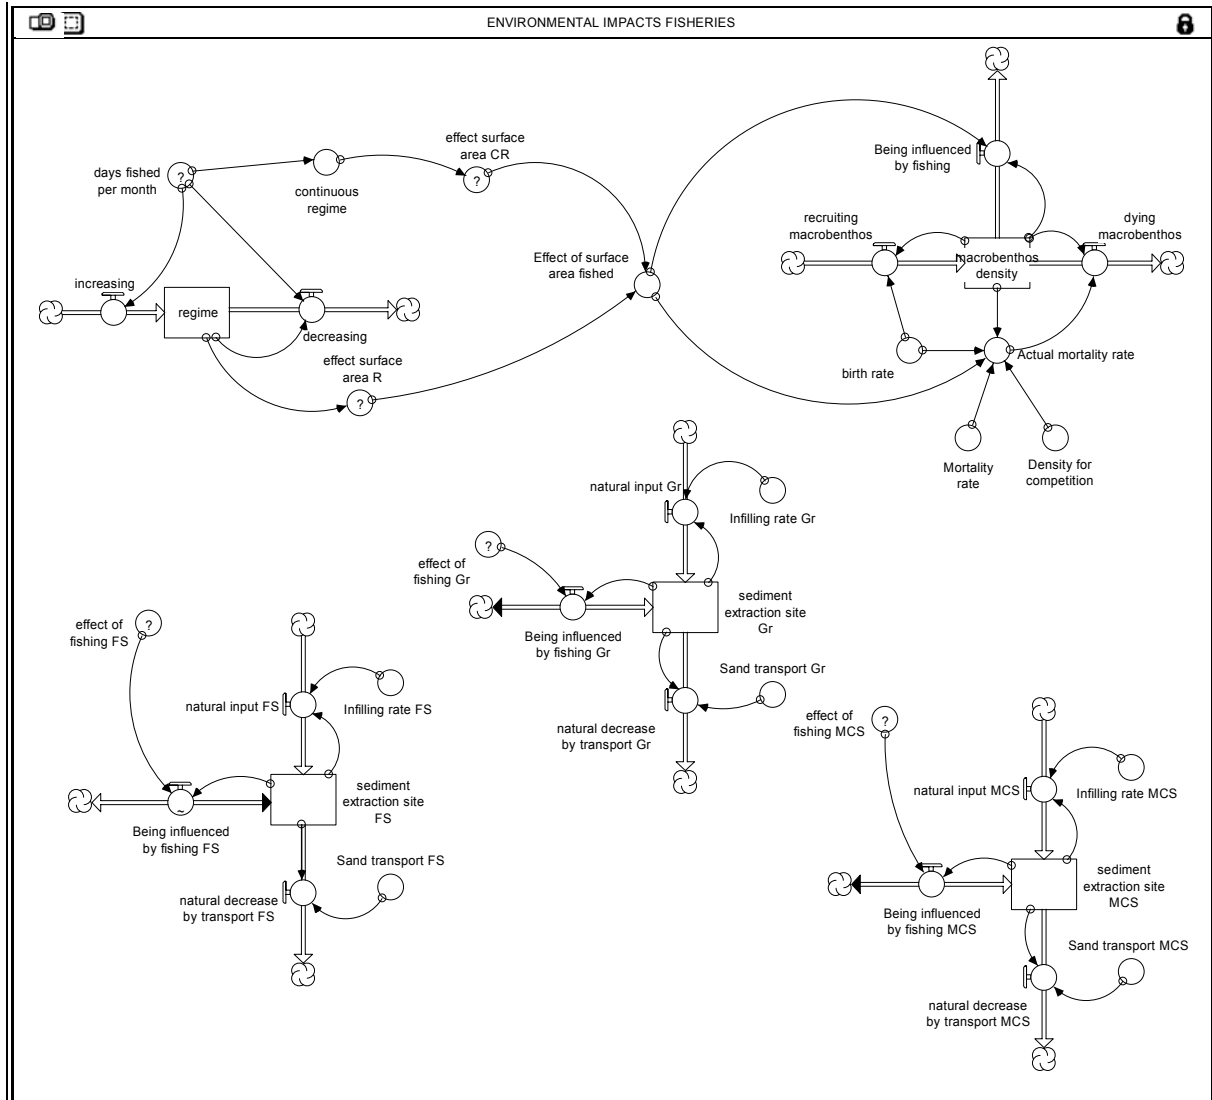 ENVIRONMENTAL IMPACTS FISHERIES
effect surface
area CR
days fished
per month
?
?
continuous
regime
Being influenced
by fishing
recruiting
macrobenthos
dying
macrobenthos
Effect of surface
area fished
macrobenthos
density
increasing
regime
decreasing
effect surface
area R
?
birth rate
Actual mortality rate
Mortality
rate
Density for
competition
natural input Gr
Infilling rate Gr
effect of
fishing Gr
?
Being influenced
by fishing Gr
sediment
extraction site
Gr
Sand transport Gr
natural decrease
by transport Gr
effect of
fishing FS
?
natural input FS
Infilling rate FS
sediment
extraction site
FS
~
Being influenced
by fishing FS
Sand transport FS
natural decrease
by transport FS
effect of
fishing MCS
?
natural input MCS
Infilling rate MCS
sediment
extraction site
MCS
Being influenced
by fishing MCS
Sand transport MCS
natural decrease
by transport MCS